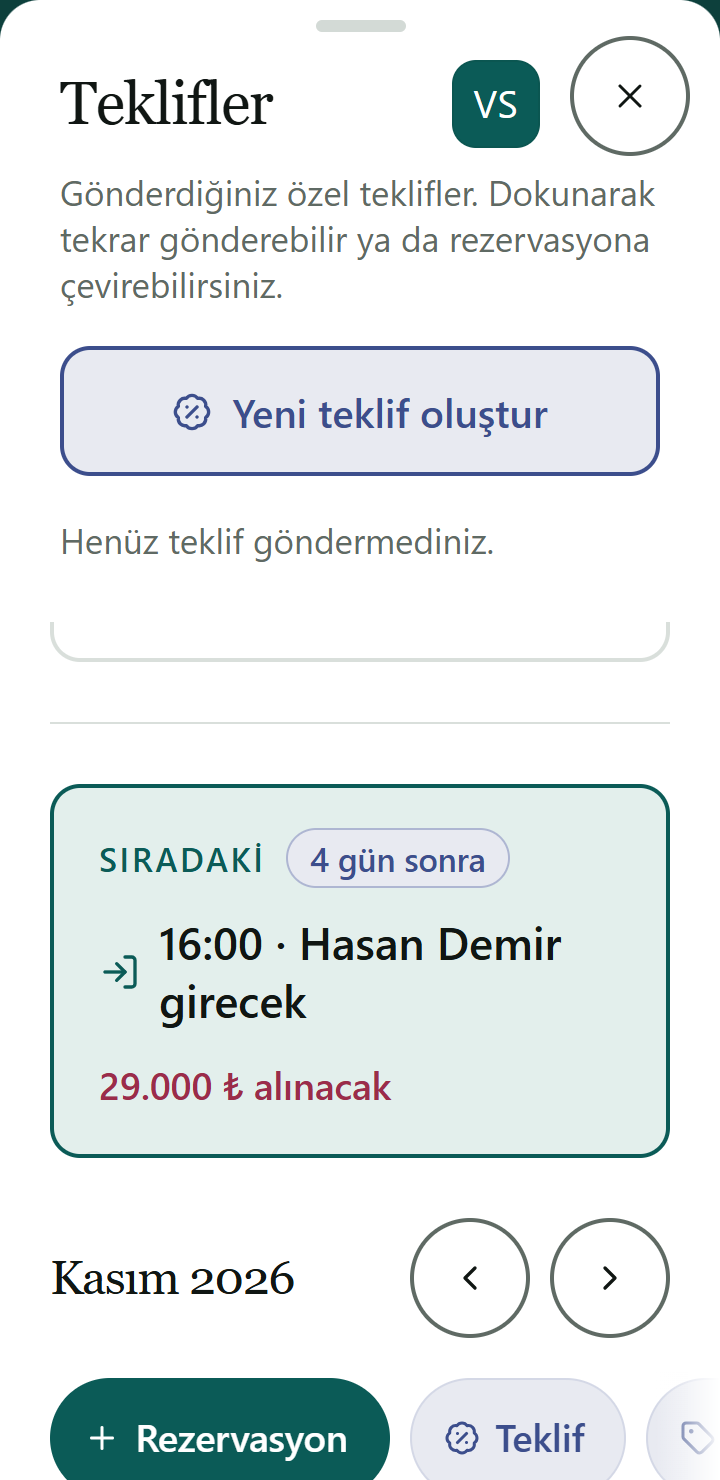 Teklifler
VS
Gönderdiğiniz özel teklifler. Dokunarak
tekrar gönderebilir ya da rezervasyona
çevirebilirsiniz.
Yeni teklif oluştur
Henüz teklif göndermediniz.
SIRADAKİ
4 gün sonra
16:00 · Hasan Demir
girecek
29.000 ₺ alınacak
Kasım 2026
Rezervasyon
Teklif